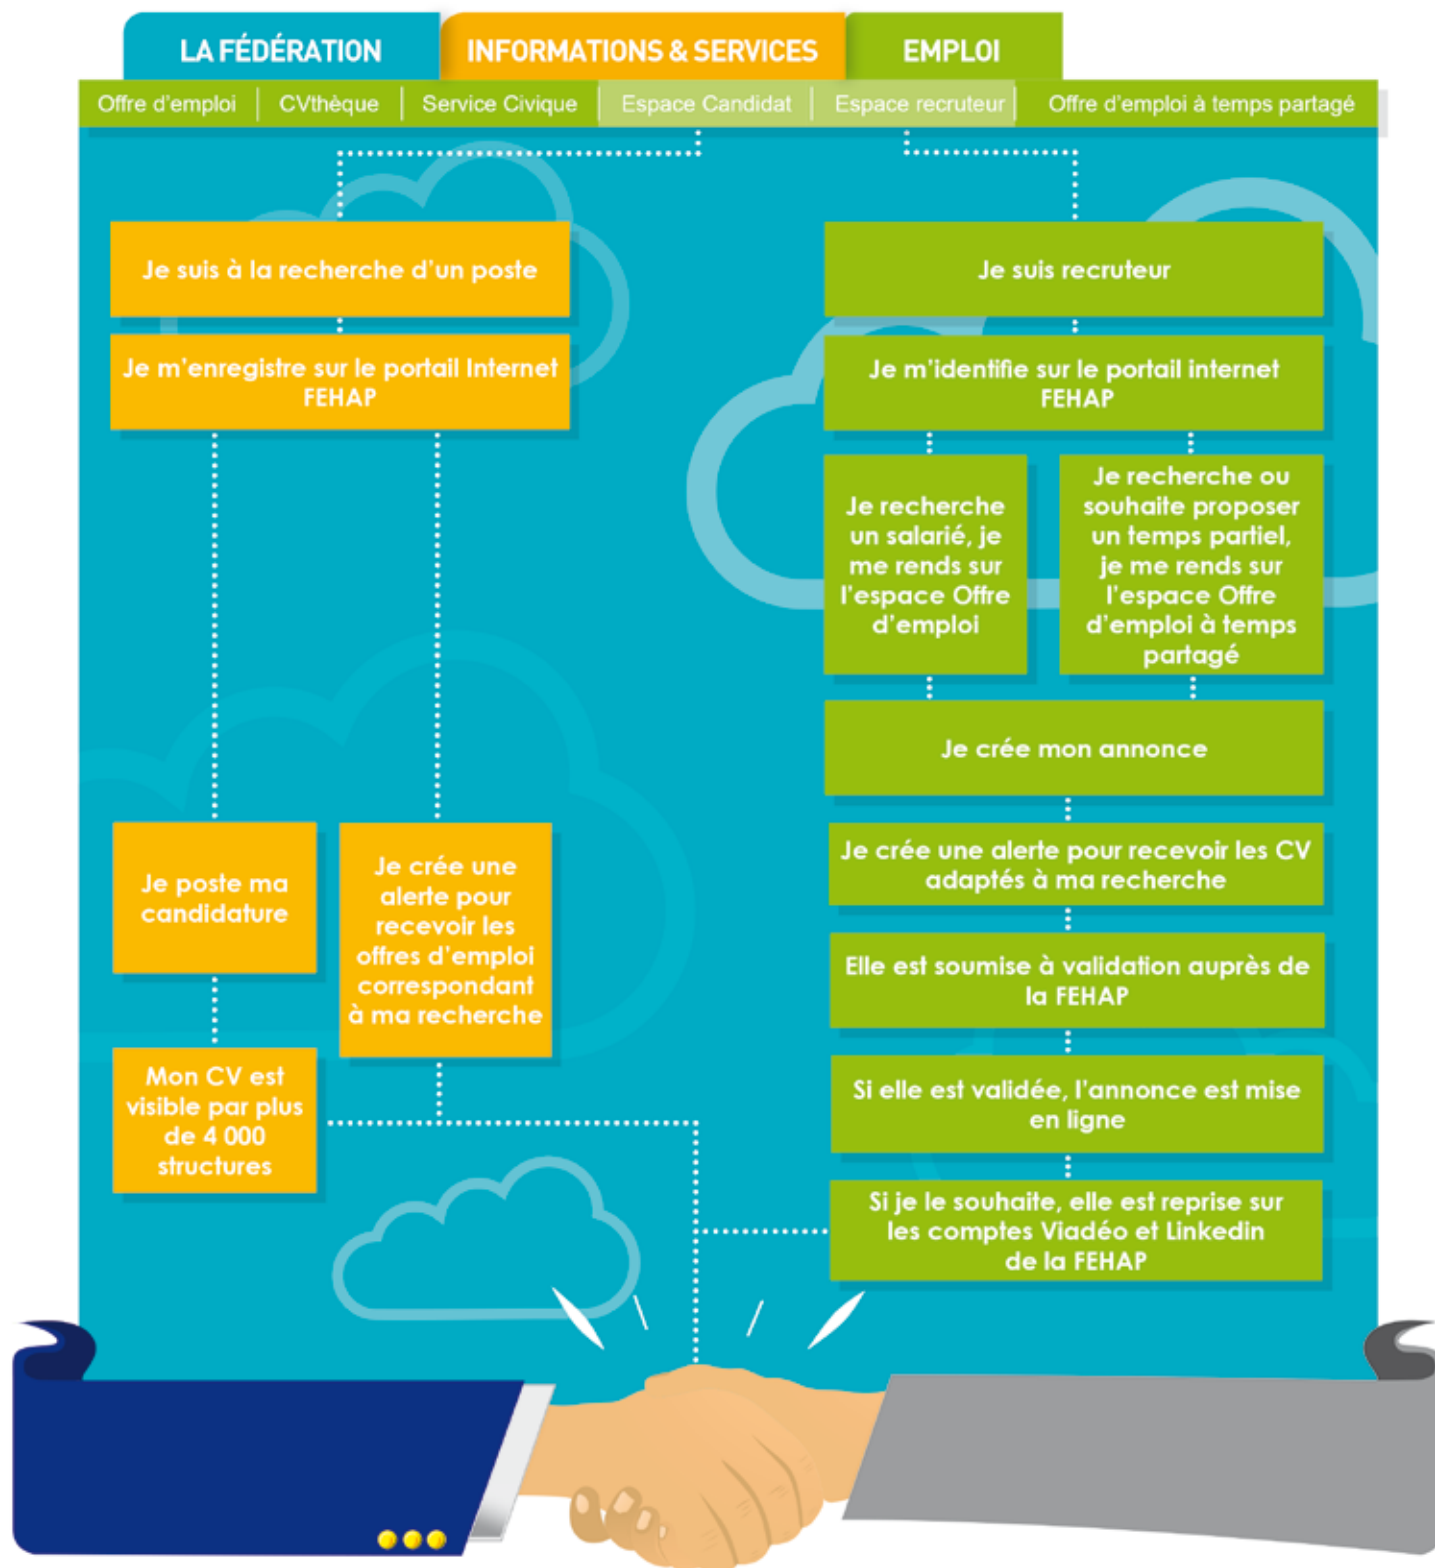 LA FÉDÉRATION
INFORMATIONS & SERVICES
EMPLOI
Offre d'emploi
CVthèque
Service Civique
Espace Candidat
Espace recruteur
Offre d'emploi à temps partagé
Je suis à la recherche d'un poste
Je m'enregistre sur le portail Internet
FEHAP
Je poste ma
candidature
Mon CV est
visible par plus
de 4 000
structures
Je crée une
alerte pour
recevoir les
offres d'emploi
correspondant
à ma recherche
Je suis recruteur
Je m'identifie sur le portail internet
FEHAP
Je recherche
un salarié, je
me rends sur
l'espace Offre
d'emploi
Je recherche ou
souhaite proposer
un temps partiel,
je me rends sur
l'espace Offre
d'emploi à temps
partagé
Je crée mon annonce
Je crée une alerte pour recevoir les CV
adaptés à ma recherche
Elle est soumise à validation auprès de
la FEHAP
Si elle est validée, l'annonce est mise
en ligne
Si je le souhaite, elle est reprise sur
les comptes Viadéo et Linkedin
de la FEHAP